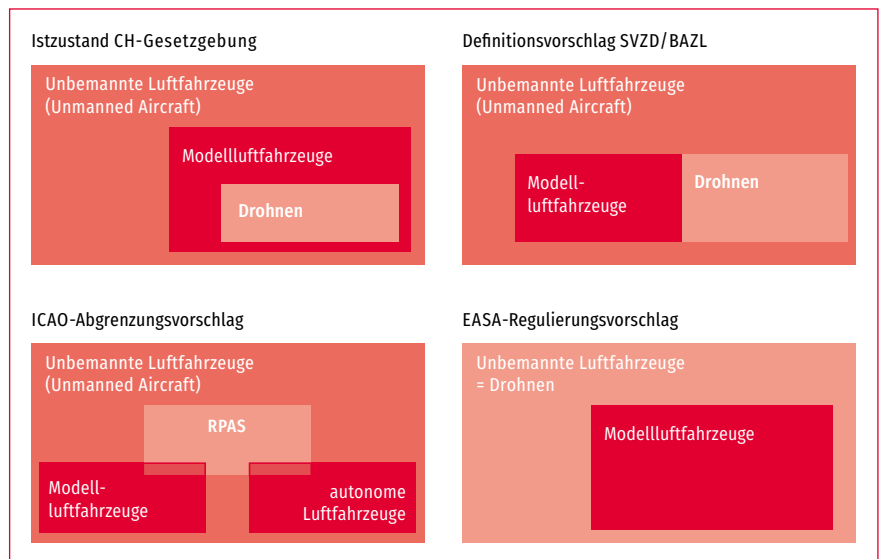 Istzustand CH-Gesetzgebung
Unbemannte Luftfahrzeuge
(Unmanned Aircraft)
Modellluftfahrzeuge
Drohnen
Definitionsvorschlag SVZD/BAZL
Unbemannte Luftfahrzeuge
(Unmanned Aircraft)
Modell-
luftfahrzeuge
Drohnen
ICAO-Abgrenzungsvorschlag
Unbemannte Luftfahrzeuge
(Unmanned Aircraft)
RPAS
Modell-
luftfahrzeuge
autonome
Luftfahrzeuge
EASA-Regulierungsvorschlag
Unbemannte Luftfahrzeuge
= Drohnen
Modellluftfahrzeuge